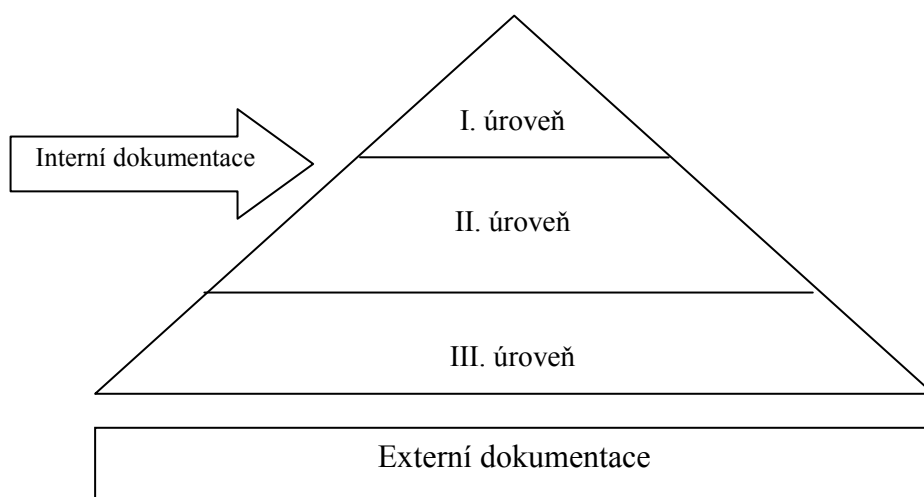 I. úroveň
Interní dokumentace
II. úroveň
III. úroveň
Externí dokumentace